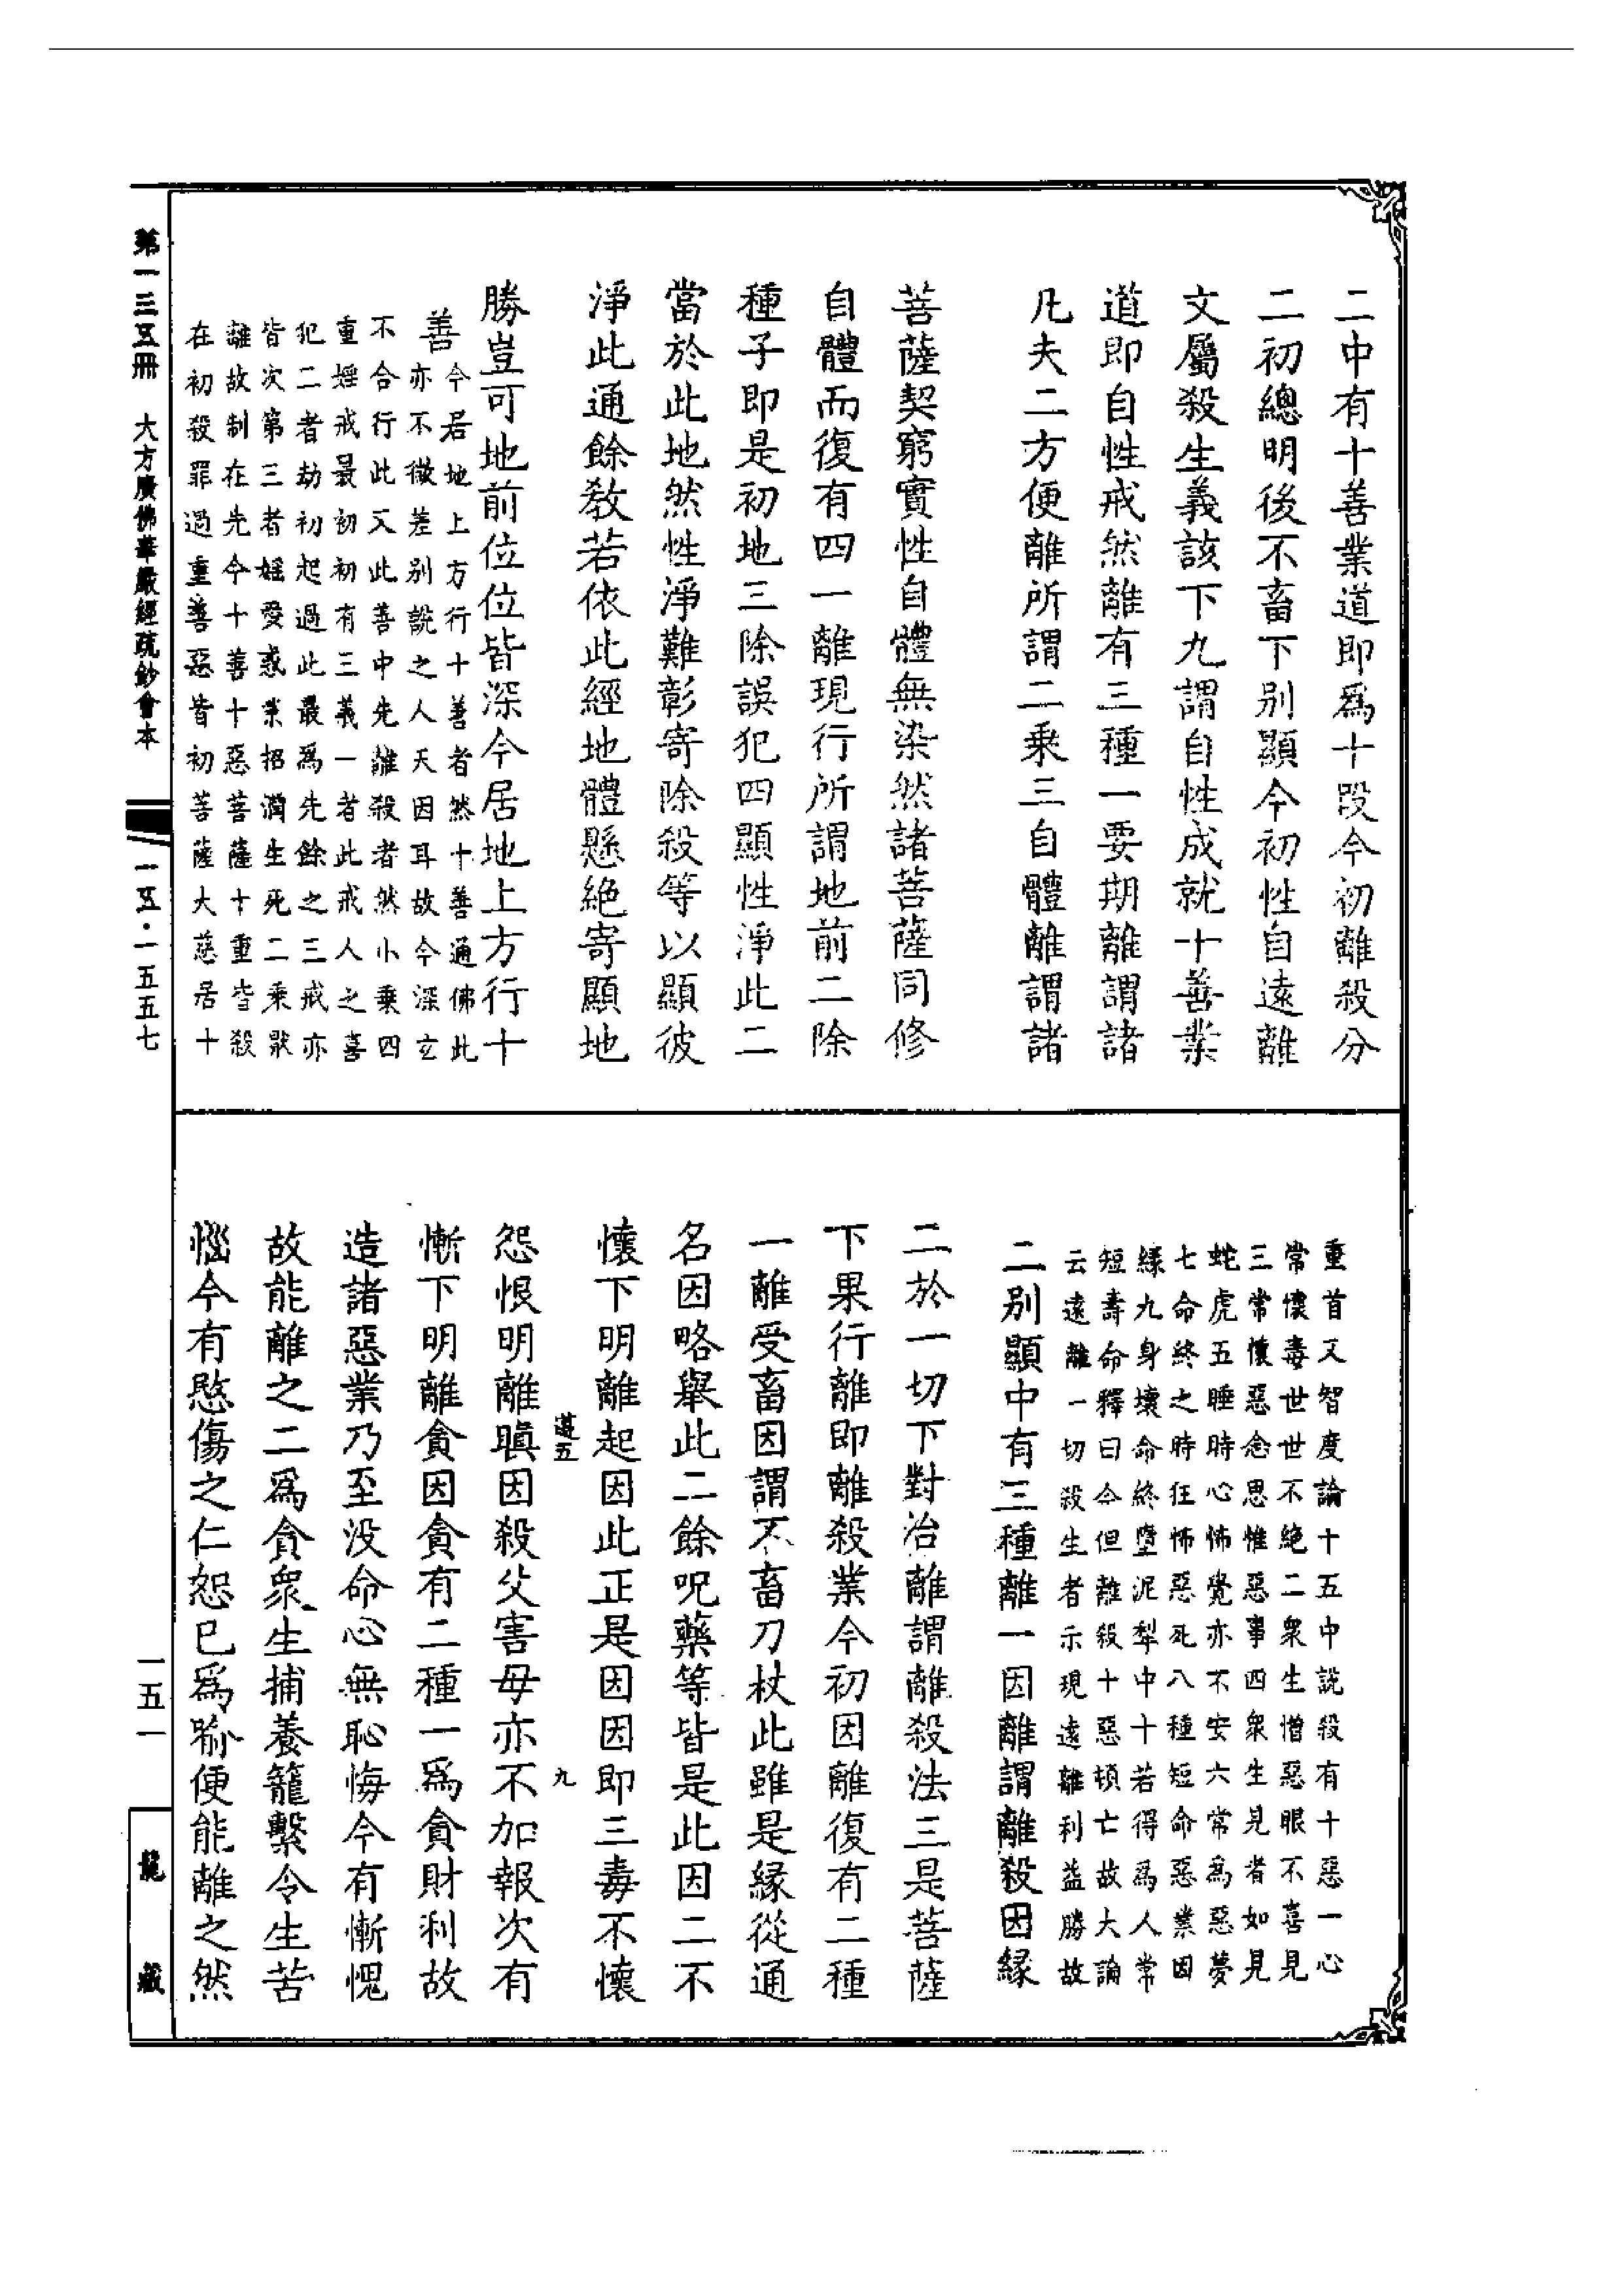 二中有十善業道即爲十段今初離殺分
二初總明後不畜下别顯今初性自遠離
文屬殺生義該下九謂自性成就十善業
道即自性戒然離有三種一要期離謂諸
凡夫二方便離所謂二乘三自體離謂諸
菩薩契窮實性自體無染然諸菩薩同修
自體而復有四一離現行所謂地前二除
種子即是初地三除誤犯四顯性淨此二
當於此地然性淨難彰寄除殺等以顯彼
淨此通餘教若依此經地體懸絶寄顯地
勝豈可地前位位皆深今居地上方行十
善
今居地上方行十善者然十善通佛此
亦不微差别說之人天因耳故今深玄
不合行此又此善中先離殺者然小乗四
重婬戒最初初有三義一者此戒人之喜
犯二者劫初起過此最爲先餘之三戒亦
皆次第三者婬愛惑業招潤生死二乘厭
離故制在先今十善十惡菩薩十重皆殺
在初殺罪過重善惡皆初菩薩大慈居十
重首又智度論十五中說殺有十惡一心
常懷毒世世不絶二衆生憎惡眼不喜見
三常懷惡念思惟惡事四衆生見者如見
蛇虎五睡時心怖覺亦不安六常爲惡夢
七命終之時狂怖惡死八種短命惡業因
緣九身壞命終墮泥犁中十若得爲人常
短壽命釋曰今但離殺十惡頓亡故大論
云遠離一切殺生者示現遠離利益勝故
二别顯中有三種離一因離謂離殺因緣
二於一切下對治離謂離殺法三是菩薩
下果行離即離殺業今初因離復有二種
一離受畜因謂不畜刀杖此雖是緣從通
名因略舉此二餘呪藥等皆是此因二不
懷下明離起因此正是因因即三毒不懷
遵五
九
怨恨明離瞋因殺父害母亦不加報次有
慚下明離貪因貪有二種一爲貪財利故
造諸惡業乃至没命心無恥悔今有慚愧
故能離之二爲貪衆生捕養籠繫令生苦
惱今有愍傷之仁恕已爲喻便能離之然
第一三五冊
大方廣佛華嚴經疏鈔會本
一五·一五五七
一五一
龍藏